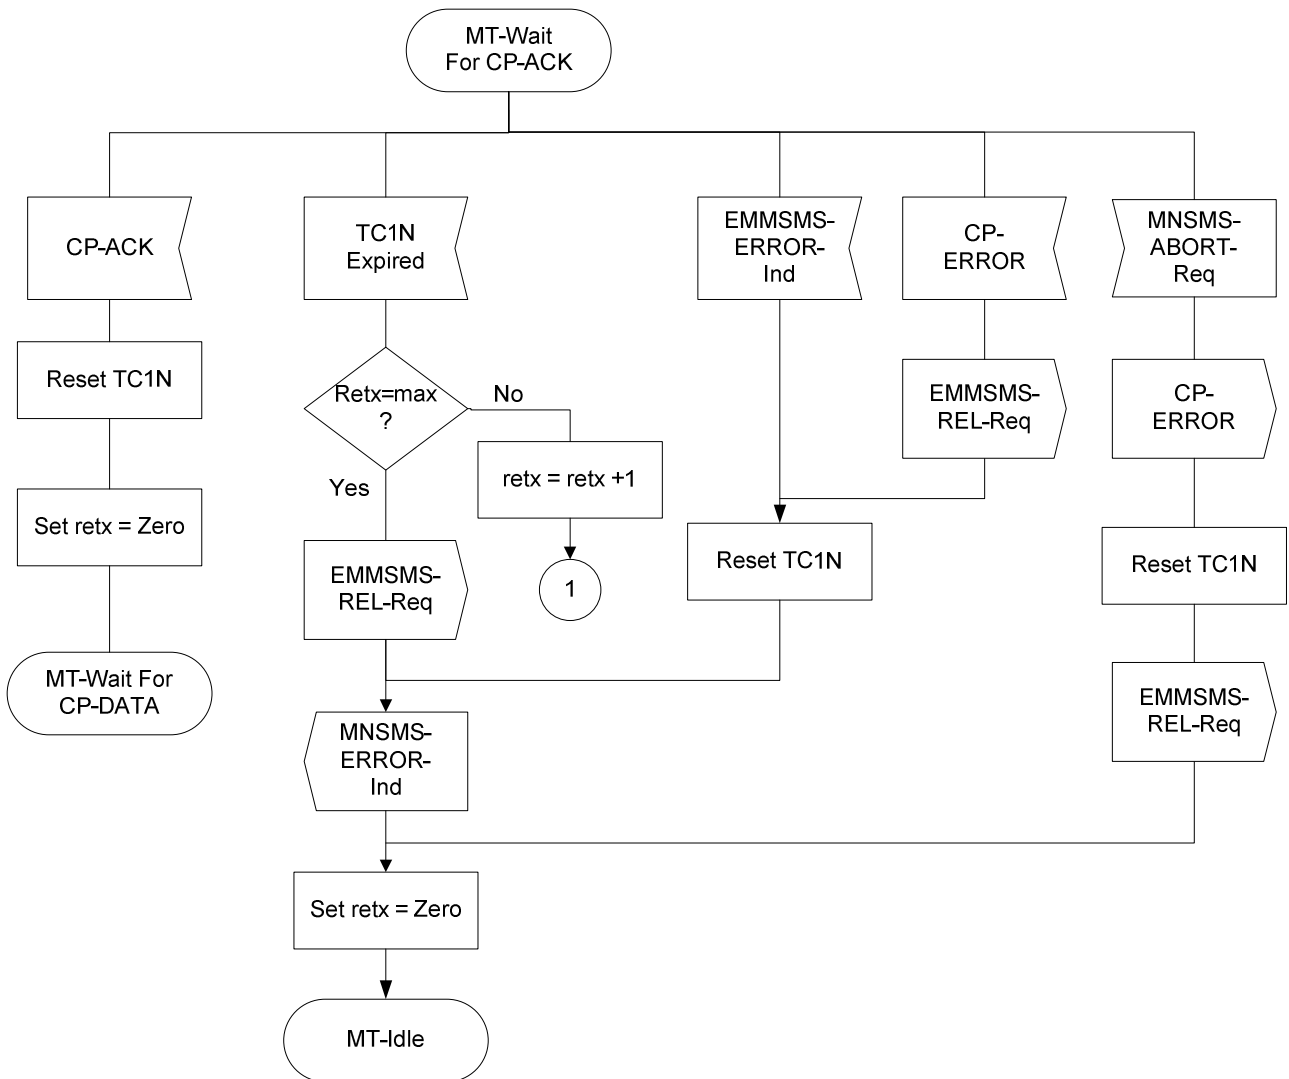 MT-Wait
For CP-ACK
CP-ACK
TC1N
Expired
EMMSMS-
ERROR-
Ind
CP-
ERROR
MNSMS-
ABORT-
Req
Reset TC1N
Retx=max
?
No
EMMSMS-
REL-Req
CP-
ERROR
retx = retx +1
Yes
Set retx = Zero
Reset TC1N
Reset TC1N
EMMSMS-
REL-Req
1
MT-Wait For
CP-DATA
EMMSMS-
REL-Req
MNSMS-
ERROR-
Ind
Set retx = Zero
MT-Idle